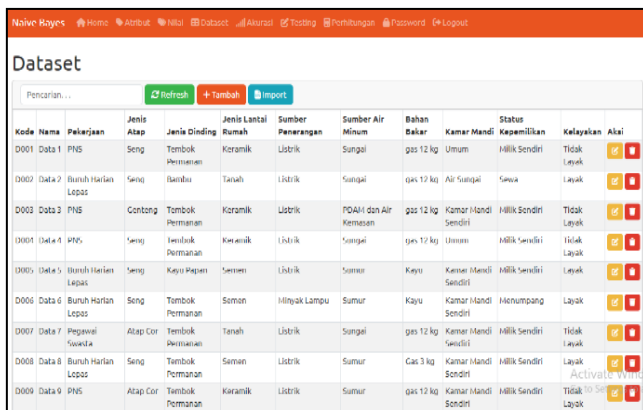 Naive Bayes Home Atribut Nilai Dataset Akurasi Testing Perhitungan Password Logout
Dataset
Pencarian... Refresh + Tambah Import
Kode Nama Pekerjaan Jenis Atap Jenis Dinding Jenis Lantai Rumah Sumber Penerangan Sumber Air Minum Bahan Bakar Kamar Mandi Status Kepemilikan Kelayakan Aksi
D001 Data 1 PNS Seng Tembok Permanan Keramik Listrik Sungai gas 12 kg Umum Milik Sendiri Tidak Layak
D002 Data 2 Buruh Harian Lepas Seng Bambu Tanah Listrik Sungai gas 12 kg Air Sungai Sewa Layak
D003 Data 3 PNS Genteng Tembok Permanan Keramik Listrik PDAM dan Air Kemasan gas 12 kg Kamar Mandi Sendiri Milik Sendiri Tidak Layak
D004 Data 4 PNS Seng Tembok Permanan Keramik Listrik Sungai gas 12 kg Umum Milik Sendiri Tidak Layak
D005 Data 5 Buruh Harian Lepas Seng Kayu Papan Semen Listrik Sumur Kayu Kamar Mandi Sendiri Milik Sendiri Layak
D006 Data 6 Buruh Harian Lepas Seng Tembok Permanan Semen Minyak Lampu Sumur Kayu Kamar Mandi Sendiri Menumpang Layak
D007 Data 7 Pegawai Swasta Atap Cor Tembok Permanan Tanah Listrik Sungai gas 12 kg Kamar Mandi Sendiri Milik Sendiri Tidak Layak
D008 Data 8 Buruh Harian Lepas Seng Tembok Permanan Semen Listrik Sumur Gas 3 kg Kamar Mandi Sendiri Milik Sendiri Layak
D009 Data 9 PNS Atap Cor Tembok Permanan Keramik Listrik Sumur gas 12 kg Kamar Mandi Sendiri Milik Sendiri Tidak Layak
Activate Wind